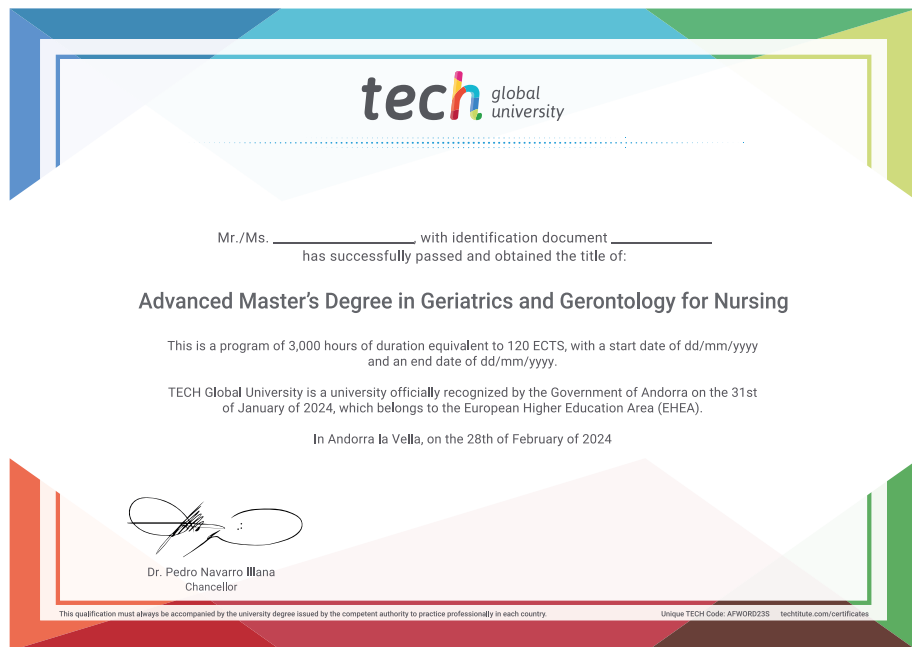 tech global university
Mr./Ms. ____________, with identification document ____________
has successfully passed and obtained the title of:
Advanced Master's Degree in Geriatrics and Gerontology for Nursing
This is a program of 3,000 hours of duration equivalent to 120 ECTS, with a start date of dd/mm/yyyy
and an end date of dd/mm/yyyy.
TECH Global University is a university officially recognized by the Government of Andorra on the 31st
of January of 2024, which belongs to the European Higher Education Area (EHEA).
In Andorra la Vella, on the 28th of February of 2024
Dr. Pedro Navarro Illana
Chancellor
This qualification must always be accompanied by the university degree issued by the competent authority to practice professionally in each country.
Unique TECH Code: AFWORD23S techtitute.com/certificates